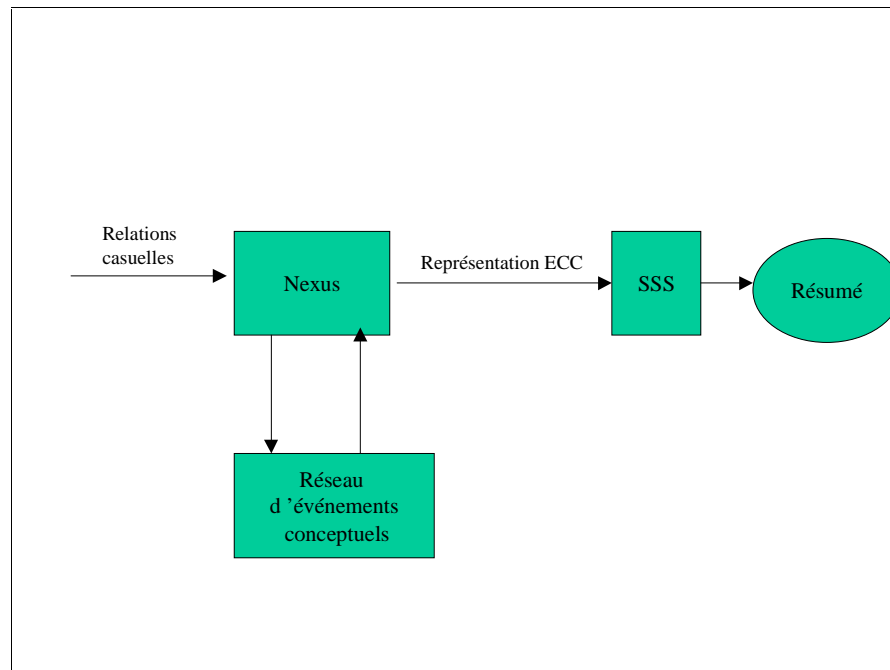 Relations
casuelles
Nexus
Représentation ECC
SSS
Résumé
Réseau
d ’événements
conceptuels